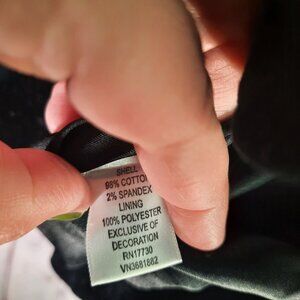 SHELL
98% COTTON
2% SPANDEX
LINING
100% POLYESTER
EXCLUSIVE OF
DECORATION
RN17730
VN3681882